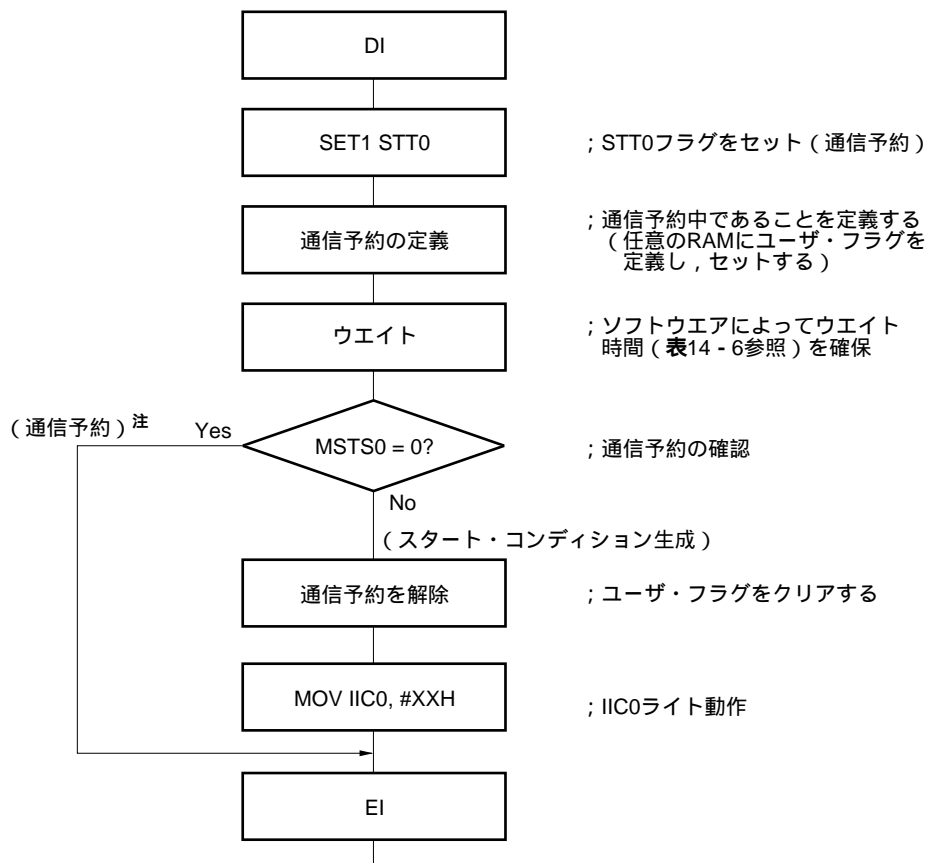 DI
SET1 STT0
；STT0フラグをセット（通信予約）
通信予約の定義
；通信予約中であることを定義する
（任意のRAMにユーザ・フラグを
定義し，セットする）
ウエイト
；ソフトウエアによってウエイト
時間（表14 - 6参照）を確保
（通信予約）注
Yes
MSTS0 = 0?
；通信予約の確認
No
（スタート・コンディション生成）
通信予約を解除
；ユーザ・フラグをクリアする
MOV IIC0, #XXH
；IIC0ライト動作
EI